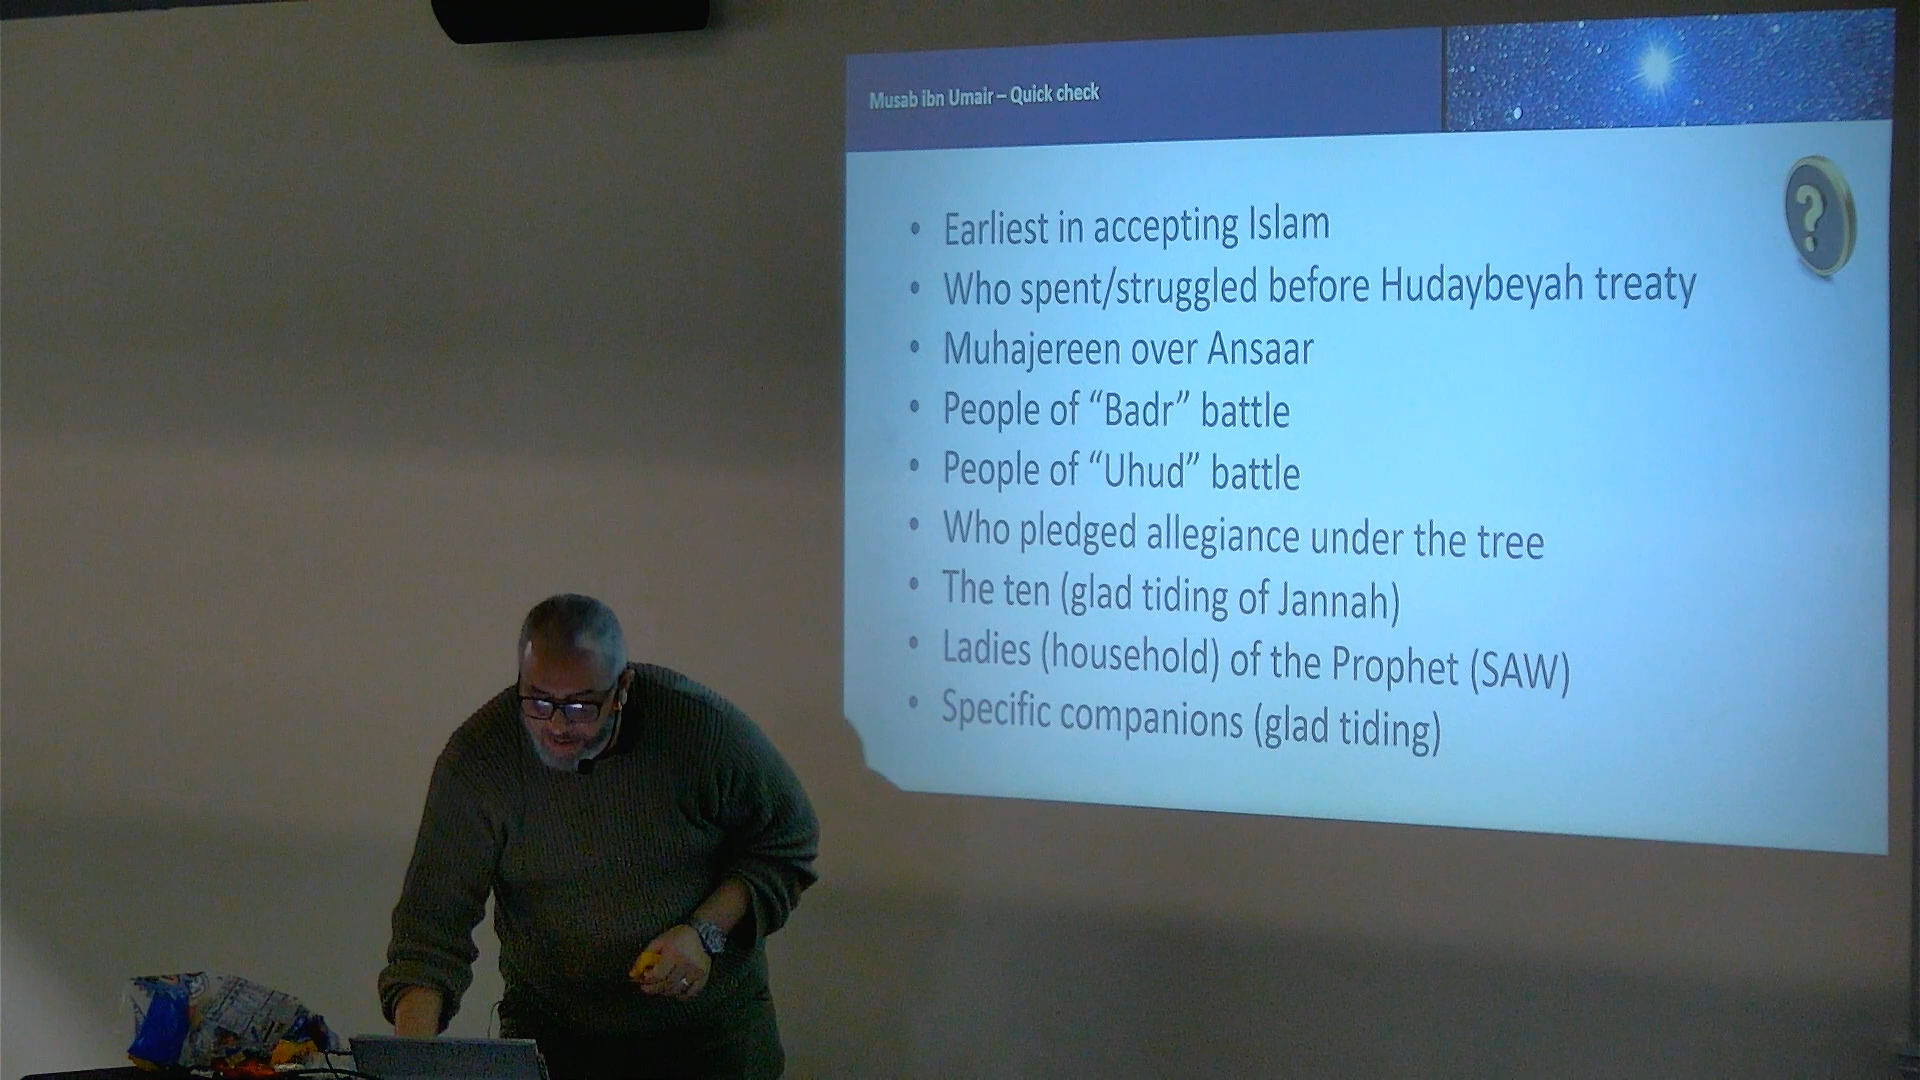 Musab ibn Umair – Quick check
?
• Earliest in accepting Islam
• Who spent/struggled before Hudaybeyah treaty
• Muhajereen over Ansaar
• People of “Badr” battle
• People of “Uhud” battle
• Who pledged allegiance under the tree
• The ten (glad tiding of Jannah)
• Ladies (household) of the Prophet (SAW)
• Specific companions (glad tiding)